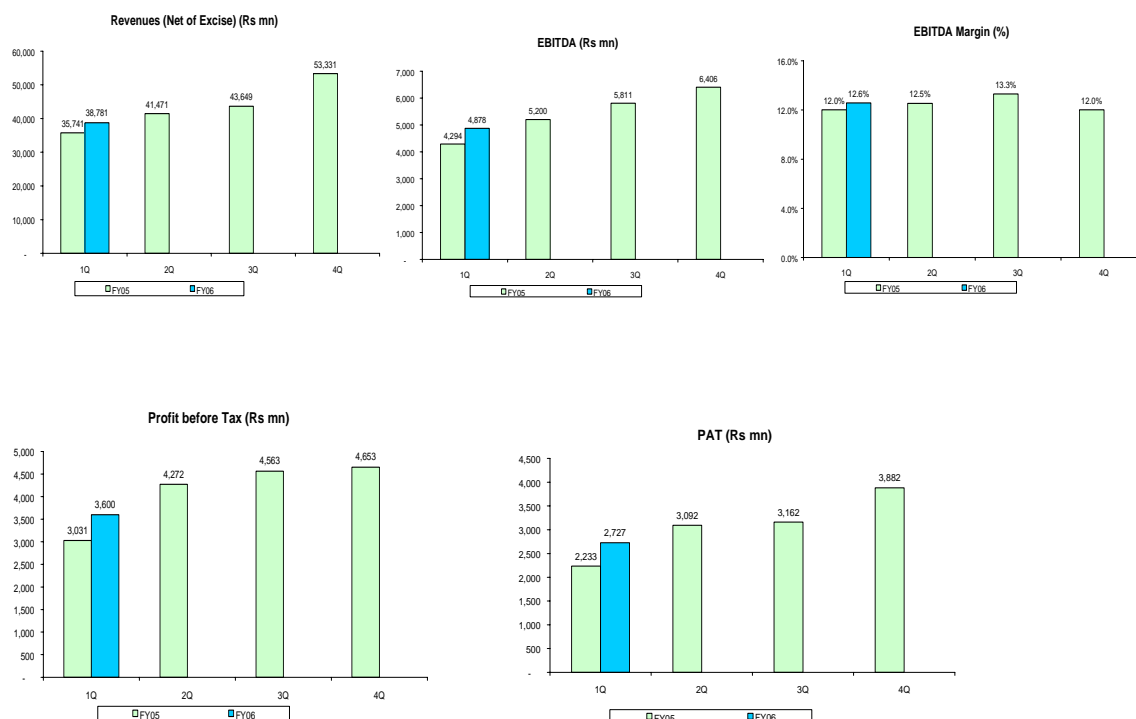 Revenues (Net of Excise) (Rs mn)
60,000
50,000
40,000
30,000
20,000
10,000
-
35,741
38,781
41,471
43,649
53,331
1Q
2Q
3Q
4Q
FY05
FY06
EBITDA (Rs mn)
7,000
6,000
5,000
4,000
3,000
2,000
1,000
-
4,294
4,878
5,200
5,811
6,406
1Q
2Q
3Q
4Q
FY05
FY06
EBITDA Margin (%)
16.0%
12.0%
8.0%
4.0%
0.0%
12.0%
12.6%
12.5%
13.3%
12.0%
1Q
2Q
3Q
4Q
FY05
FY06
Profit before Tax (Rs mn)
5,000
4,500
4,000
3,500
3,000
2,500
2,000
1,500
1,000
500
-
3,031
3,600
4,272
4,563
4,653
1Q
2Q
3Q
4Q
FY05
FY06
PAT (Rs mn)
4,500
4,000
3,500
3,000
2,500
2,000
1,500
1,000
500
-
2,233
2,727
3,092
3,162
3,882
1Q
2Q
3Q
4Q
FY05
FY06